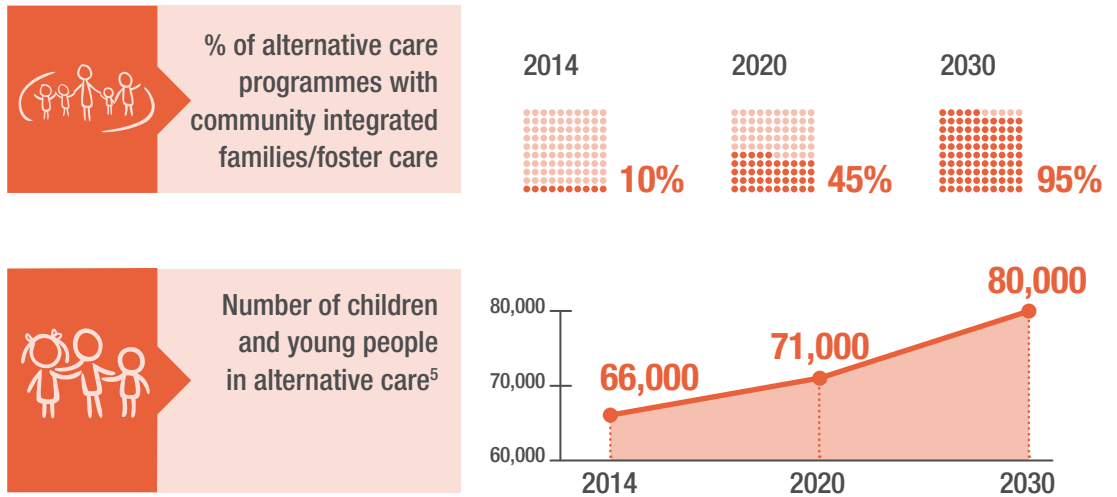 % of alternative care
programmes with
community integrated
families/foster care
2014
2020
2030
10%
45%
95%
Number of children
and young people
in alternative care⁵
80,000
70,000
60,000
66,000
71,000
80,000
2014
2020
2030